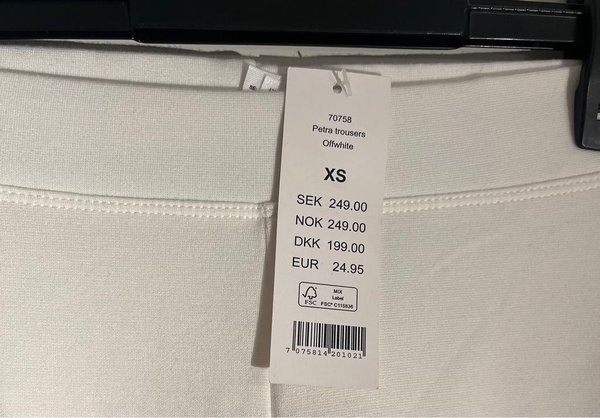 70758
Petra trousers
Offwhite
XS
SEK 249.00
NOK 249.00
DKK 199.00
EUR 24.95
FSC
MIX
Label
FSC® C115836
7 075814 201021